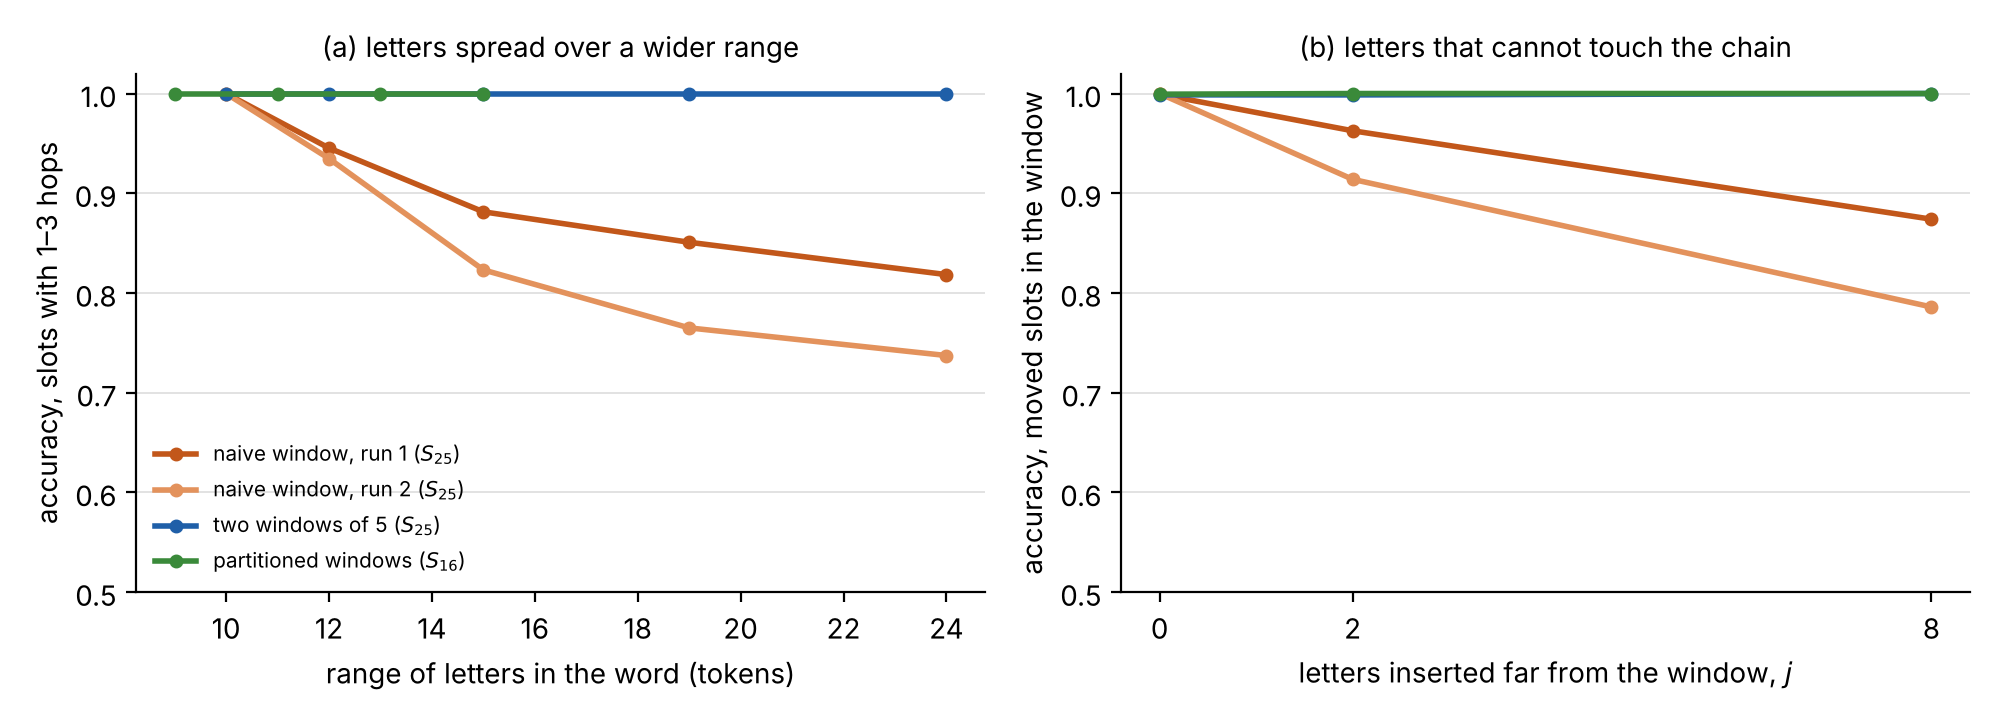 (a) letters spread over a wider range
accuracy, slots with 1–3 hops
1.0
0.9
0.8
0.7
0.6
0.5
naive window, run 1 (S₂₅)
naive window, run 2 (S₂₅)
two windows of 5 (S₂₅)
partitioned windows (S₁₆)
10 12 14 16 18 20 22 24
range of letters in the word (tokens)
(b) letters that cannot touch the chain
accuracy, moved slots in the window
1.0
0.9
0.8
0.7
0.6
0.5
0 2 8
letters inserted far from the window, j